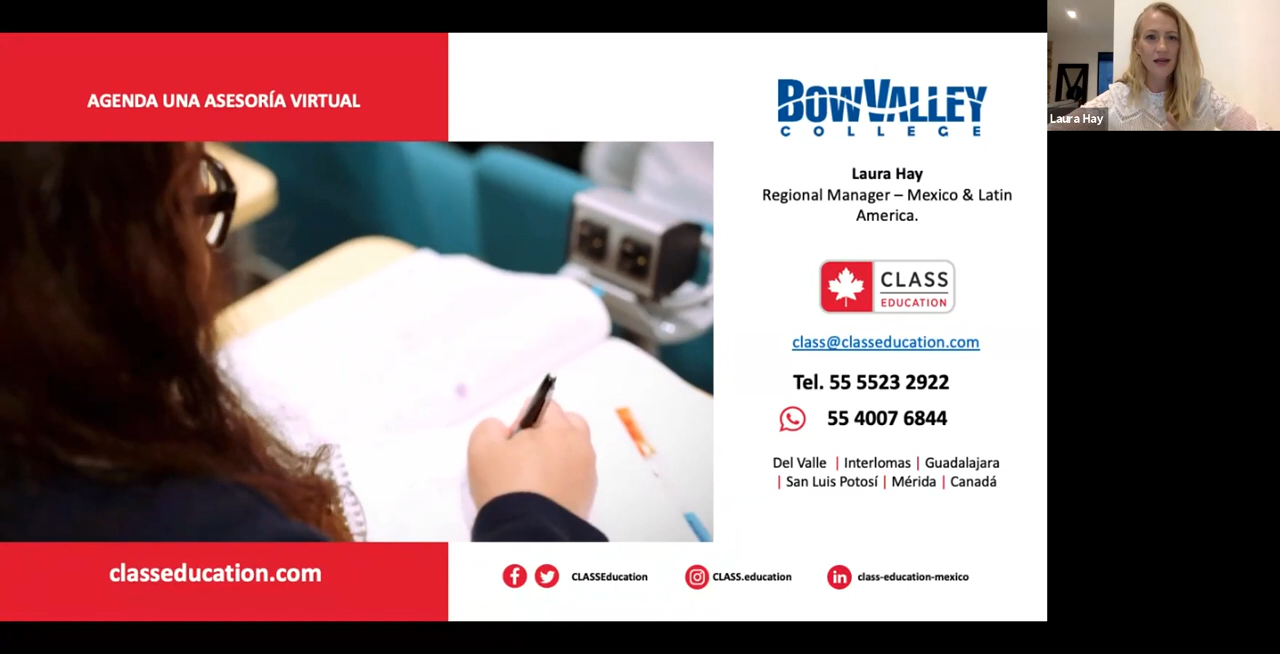 AGENDA UNA ASESORÍA VIRTUAL
BOWVALLEY
COLLEGE
Laura Hay
Laura Hay
Regional Manager – Mexico & Latin
America.
CLASS
EDUCATION
class@classeducation.com
Tel. 55 5523 2922
55 4007 6844
Del Valle | Interlomas | Guadalajara
| San Luis Potosí | Mérida | Canadá
classeducation.com
CLASSEducation
CLASS.education
class-education-mexico